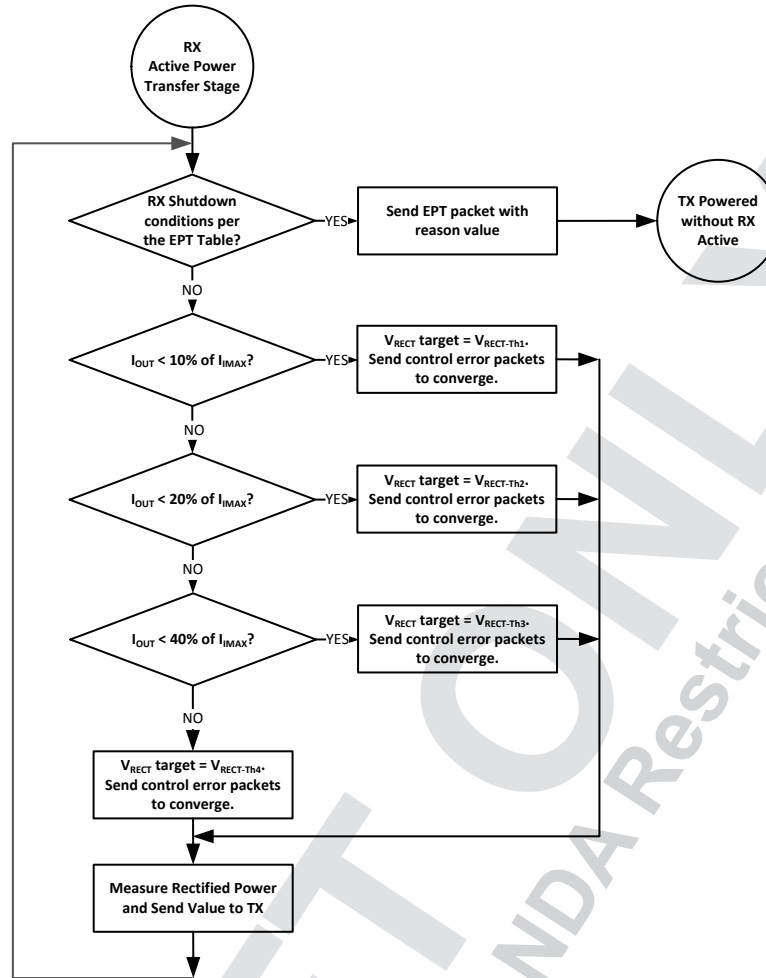 RX
Active Power
Transfer Stage
RX Shutdown
conditions per
the EPT Table?
YES
Send EPT packet with
reason value
TX Powered
without RX
Active
NO
IOUT < 10% of IIMAX?
YES
VRECT target = VRECT-Th1.
Send control error packets
to converge.
NO
IOUT < 20% of IIMAX?
YES
VRECT target = VRECT-Th2.
Send control error packets
to converge.
NO
IOUT < 40% of IIMAX?
YES
VRECT target = VRECT-Th3.
Send control error packets
to converge.
NO
VRECT target = VRECT-Th4.
Send control error packets
to converge.
Measure Rectified Power
and Send Value to TX
NDA